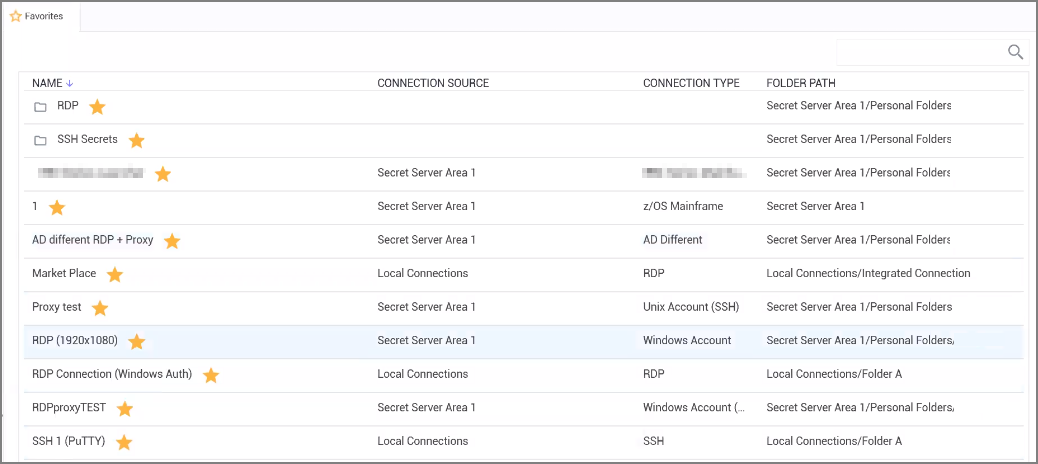 Favorites
NAME ↓ CONNECTION SOURCE CONNECTION TYPE FOLDER PATH
RDP Secret Server Area 1/Personal Folders
SSH Secrets Secret Server Area 1/Personal Folders
Secret Server Area 1 Secret Server Area 1/Personal Folders
1 Secret Server Area 1 z/OS Mainframe Secret Server Area 1
AD different RDP + Proxy Secret Server Area 1 AD Different Secret Server Area 1/Personal Folders
Market Place Local Connections RDP Local Connections/Integrated Connection
Proxy test Secret Server Area 1 Unix Account (SSH) Secret Server Area 1/Personal Folders
RDP (1920x1080) Secret Server Area 1 Windows Account Secret Server Area 1/Personal Folders/
RDP Connection (Windows Auth) Local Connections RDP Local Connections/Folder A
RDPproxyTEST Secret Server Area 1 Windows Account (... Secret Server Area 1/Personal Folders/
SSH 1 (PuTTY) Local Connections SSH Local Connections/Folder A